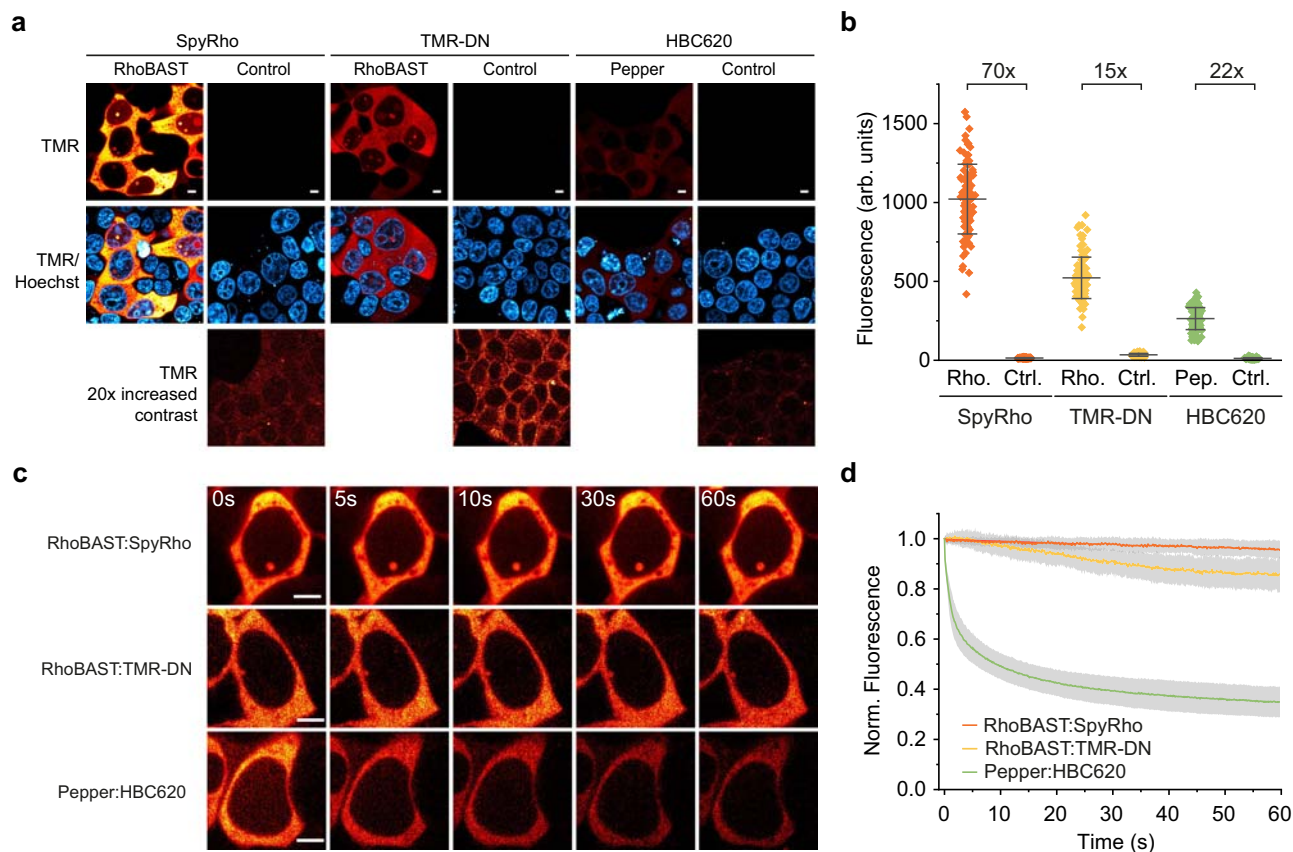 a
SpyRho TMR-DN HBC620
RhoBAST Control RhoBAST Control Pepper Control
TMR
TMR/
Hoechst
TMR
20x increased
contrast
b
70x 15x 22x
Fluorescence (arb. units)
1500
1000
500
0
Rho. Ctrl. Rho. Ctrl. Pep. Ctrl.
SpyRho TMR-DN HBC620
c
0s 5s 10s 30s 60s
RhoBAST:SpyRho
RhoBAST:TMR-DN
Pepper:HBC620
d
Norm. Fluorescence
1.0
0.8
0.6
0.4
0.2
0.0
RhoBAST:SpyRho
RhoBAST:TMR-DN
Pepper:HBC620
0 10 20 30 40 50 60
Time (s)